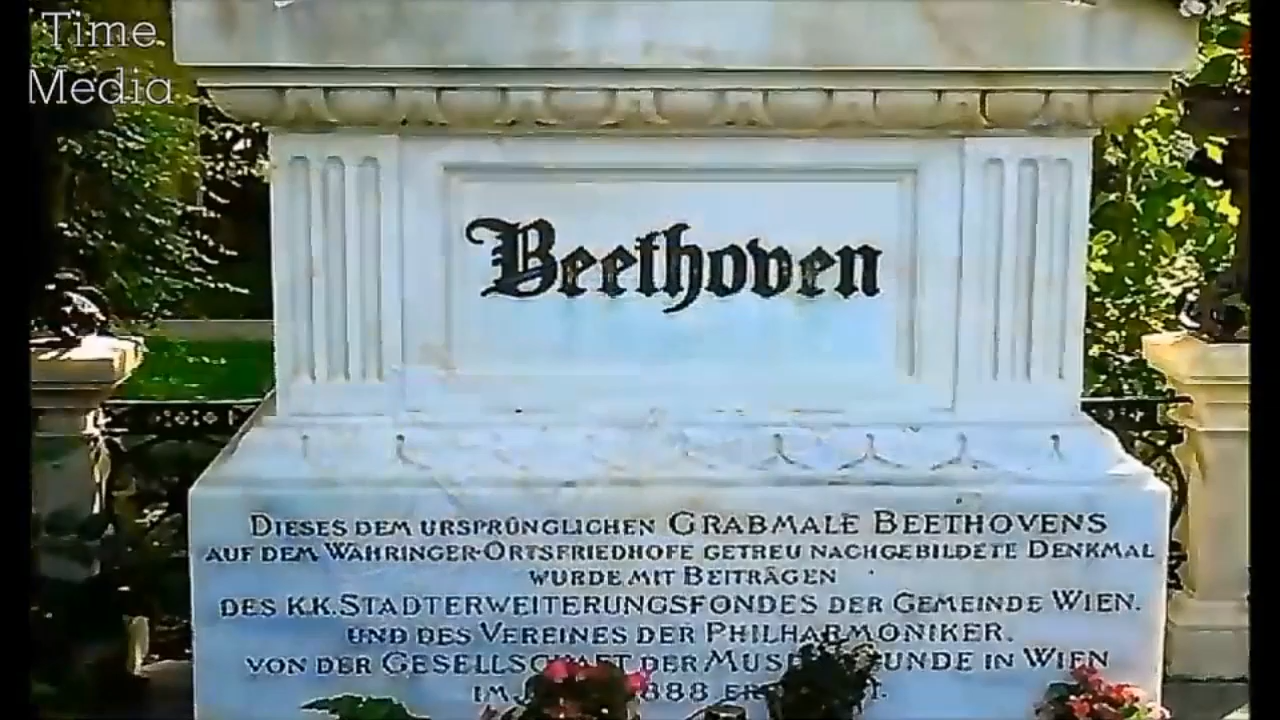 Time
Media
Beethoven
DIESES DEM URSPRÜNGLICHEN GRABMALE BEETHOVENS
AUF DEM WÄHRINGER-ORTSFRIEDHOFE GETREU NACHGEBILDETE DENKMAL
WURDE MIT BEITRÄGEN
DES K.K. STADTERWEITERUNGSFONDES DER GEMEINDE WIEN.
UND DES VEREINES DER PHILHARMONIKER.
VON DER GESELLSCHAFT DER IN WIEN
IM 888